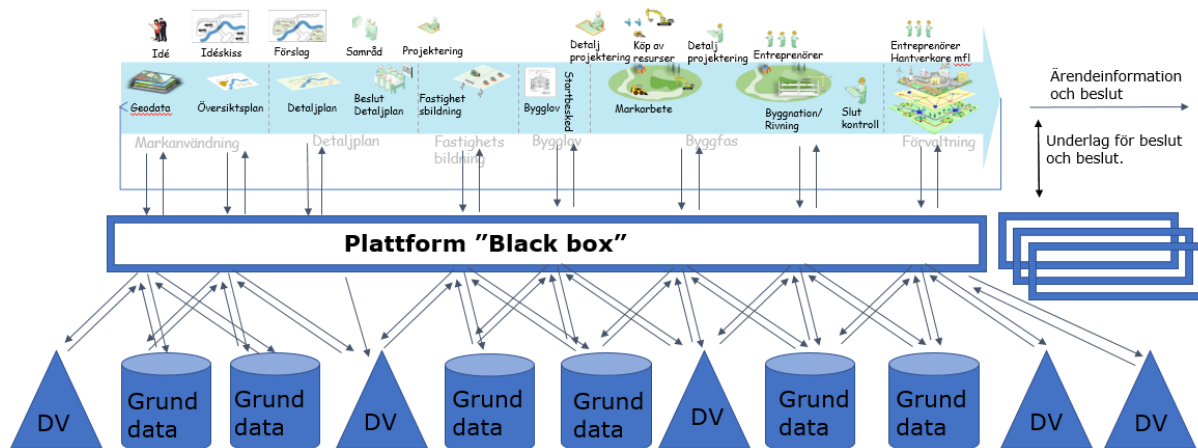 Idé
Idéskiss
Förslag
Samråd
Projektering
Detalj
projektering
Köp av
resurser
Detalj
projektering
Entreprenörer
Entreprenörer
Hantverkare mfl
Geodata
Översiktsplan
Detaljplan
Beslut
Detaljplan
Fastighet
sbildning
Bygglov
Startbesked
Markarbete
Byggnation/
Rivning
Slut
kontroll
Markanvändning
Detaljplan
Fastighets
bildning
Bygglov
Byggfas
Förvaltning
Ärendeinformation
och beslut
Underlag för beslut
och beslut.
Plattform ”Black box”
DV
Grund
data
Grund
data
DV
Grund
data
Grund
data
DV
Grund
data
Grund
data
DV
DV